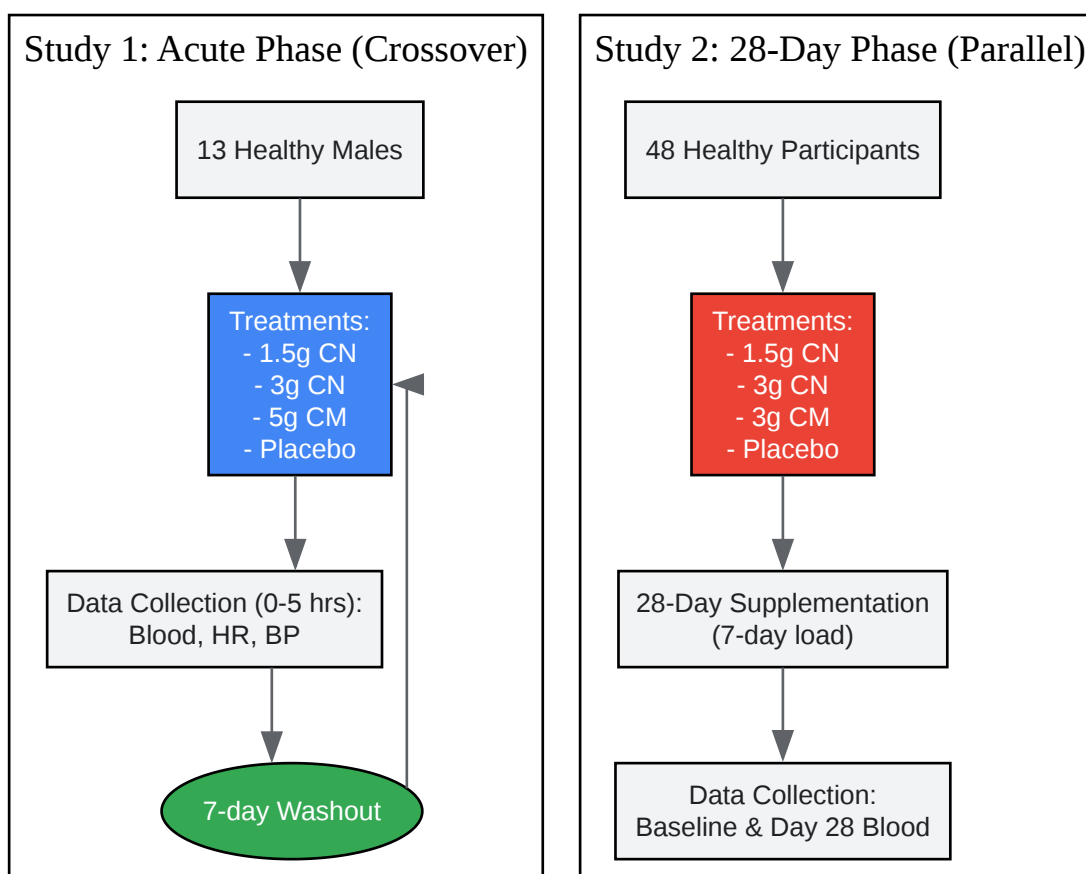 Study 1: Acute Phase (Crossover)
13 Healthy Males
Treatments:
- 1.5g CN
- 3g CN
- 5g CM
- Placebo
Data Collection (0-5 hrs):
Blood, HR, BP
7-day Washout
Study 2: 28-Day Phase (Parallel)
48 Healthy Participants
Treatments:
- 1.5g CN
- 3g CN
- 3g CM
- Placebo
28-Day Supplementation
(7-day load)
Data Collection:
Baseline & Day 28 Blood